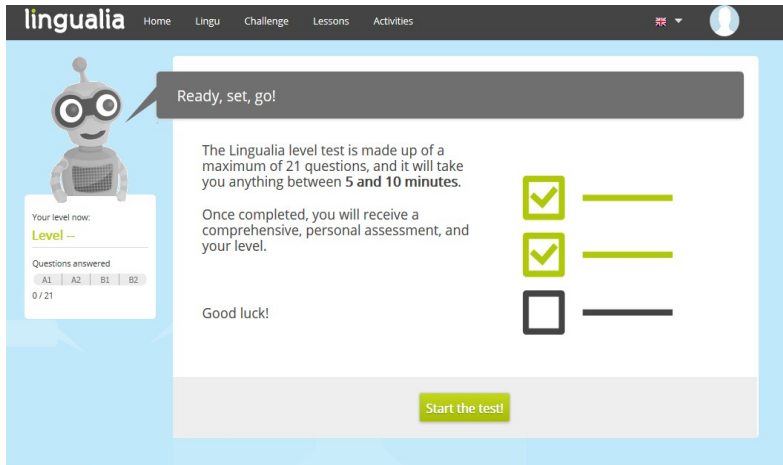 lingualia Home Lingu Challenge Lessons Activities
Ready, set, go!
The Lingualia level test is made up of a
maximum of 21 questions, and it will take
you anything between 5 and 10 minutes.
Once completed, you will receive a
comprehensive, personal assessment, and
your level.
Good luck!
Your level now:
Level --
Questions answered
A1 A2 B1 B2
0 / 21
Start the test!